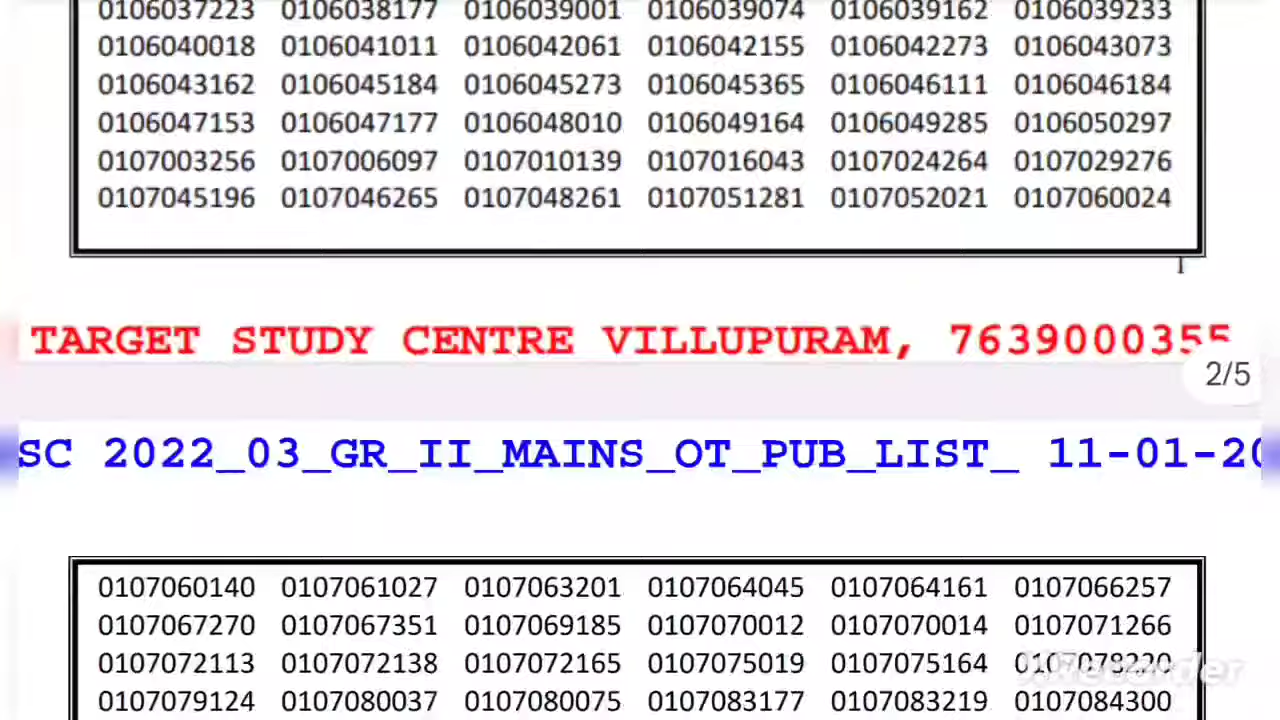 0106037223 0106038177 0106039001 0106039074 0106039162 0106039233
0106040018 0106041011 0106042061 0106042155 0106042273 0106043073
0106043162 0106045184 0106045273 0106045365 0106046111 0106046184
0106047153 0106047177 0106048010 0106049164 0106049285 0106050297
0107003256 0107006097 0107010139 0107016043 0107024264 0107029276
0107045196 0107046265 0107048261 0107051281 0107052021 0107060024
1
TARGET STUDY CENTRE VILLUPURAM, 7639000355
2/5
SC 2022_03_GR_II_MAINS_OT_PUB_LIST_ 11-01-20
0107060140 0107061027 0107063201 0107064045 0107064161 0107066257
0107067270 0107067351 0107069185 0107070012 0107070014 0107071266
0107072113 0107072138 0107072165 0107075019 0107075164 0107078220
0107079124 0107080037 0107080075 0107083177 0107083219 0107084300